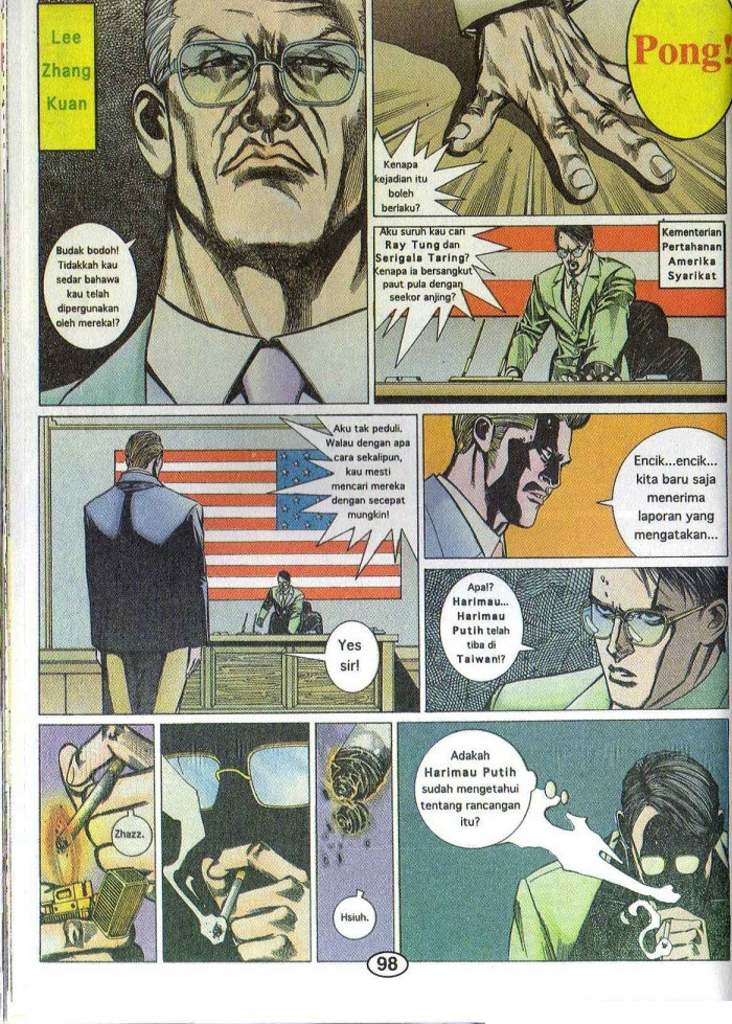 Lee
Zhang
Kuan
Budak bodoh!
Tidakkah kau
sedar bahawa
kau telah
dipergunakan
oleh mereka!?
Pong!
Kenapa
kejadian itu
boleh
berlaku?
Aku suruh kau cari
Ray Tung dan
Serigala Taring?
Kenapa ia bersangkut
paut pula dengan
seekor anjing?
Kementerian
Pertahanan
Amerika
Syarikat
Aku tak peduli.
Walau dengan apa
cara sekalipun,
kau mesti
mencari mereka
dengan secepat
mungkin!
Yes
sir!
Encik...encik...
kita baru saja
menerima
laporan yang
mengatakan...
Apa!?
Harimau...
Harimau
Putih telah
tiba di
Taiwan!?
Zhazz.
Hsiuh.
Adakah
Harimau Putih
sudah mengetahui
tentang rancangan
itu?
98